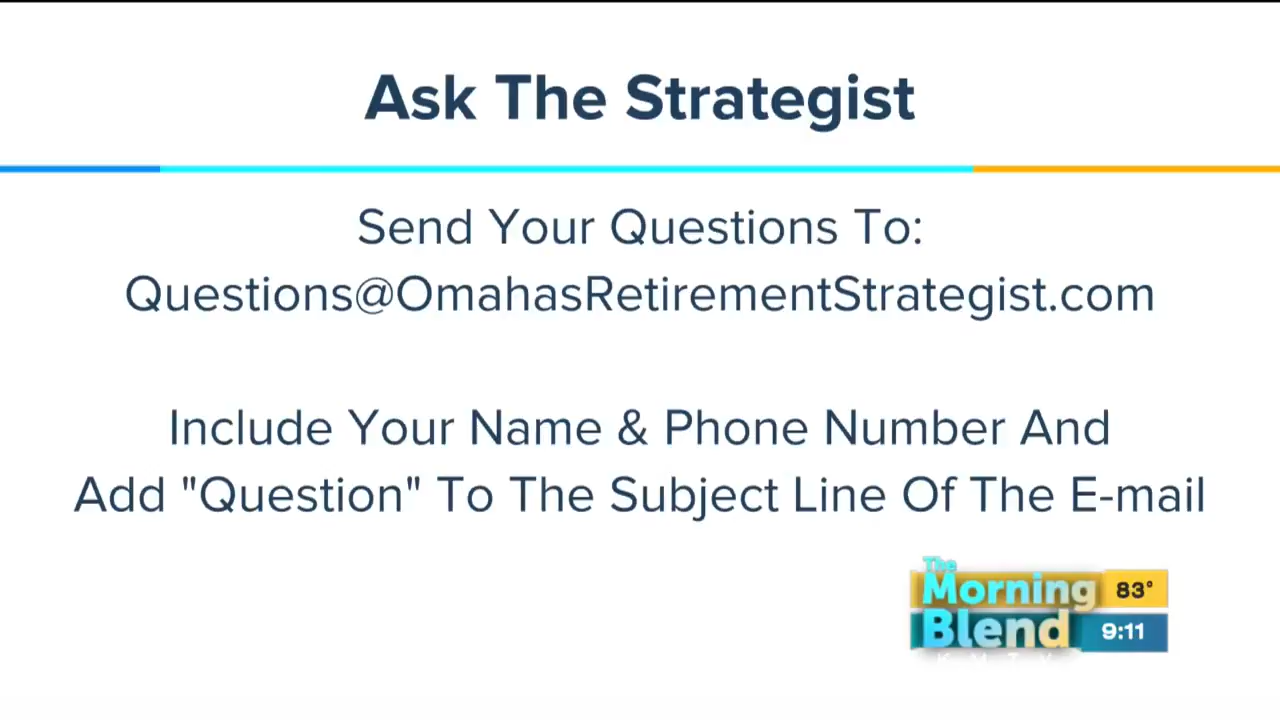 Ask The Strategist
Send Your Questions To:
Questions@OmahasRetirementStrategist.com
Include Your Name & Phone Number And
Add "Question" To The Subject Line Of The E-mail
The
Morning
83°
Blend
9:11